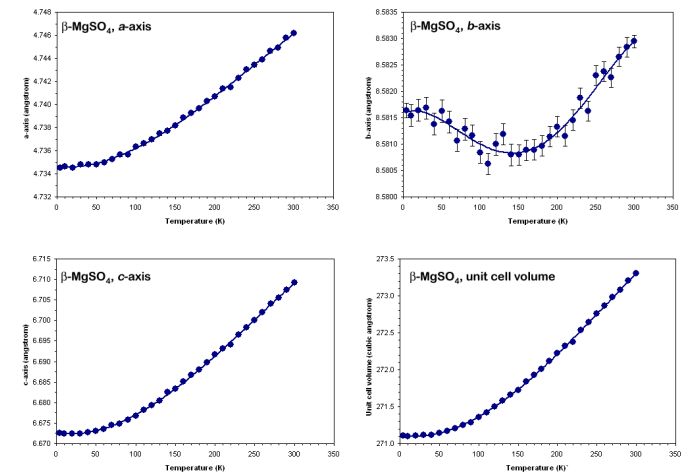 β-MgSO4, a-axis
4.748
4.746
4.744
4.742
4.740
4.738
4.736
4.735
4.732
a-axis (angstrom)
0 50 100 150 200 250 300 350
Temperature (K)
β-MgSO4, b-axis
8.5835
8.5830
8.5825
8.5820
8.5815
8.5810
8.5805
8.5800
b-axis (angstrom)
0 50 100 150 200 250 300 350
Temperature (K)
β-MgSO4, c-axis
6.715
6.710
6.705
6.700
6.695
6.690
6.685
6.680
6.675
6.670
c-axis (angstrom)
0 50 100 150 200 250 300 350
Temperature (K)
β-MgSO4, unit cell volume
273.5
273.0
272.5
272.0
271.5
271.0
Unit cell volume (cubic angstrom)
0 50 100 150 200 250 300 350
Temperature (K)